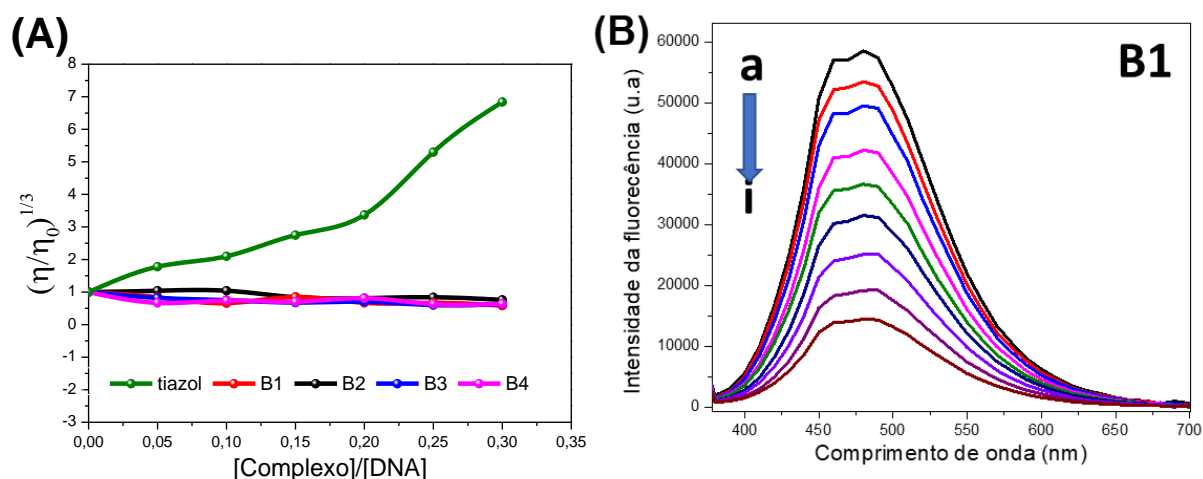 (A)
(η/η0)1/3
8
7
6
5
4
3
2
1
0
-1
-2
-3
tiazol B1 B2 B3 B4
0,00 0,05 0,10 0,15 0,20 0,25 0,30 0,35
[Complexo]/[DNA]
(B)
B1
a
i
Intensidade da fluorecência (u.a)
60000
50000
40000
30000
20000
10000
0
400 450 500 550 600 650 700
Comprimento de onda (nm)